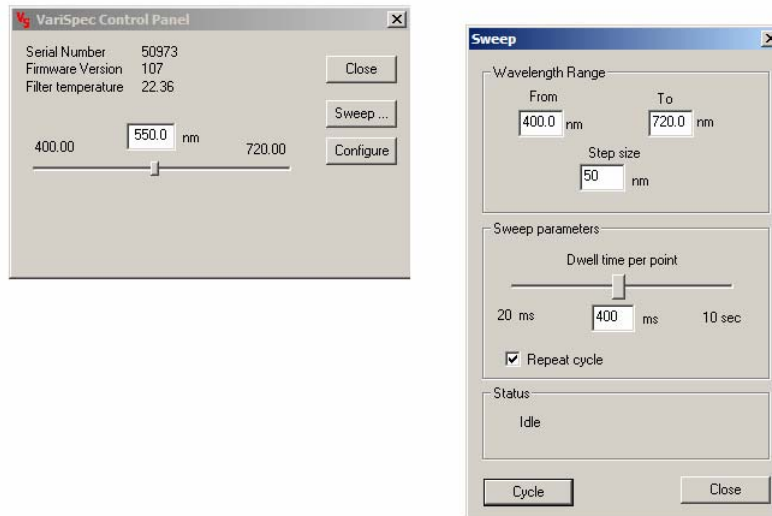 VS VariSpec Control Panel
Serial Number 50973
Firmware Version 107
Filter temperature 22.36
Close
Sweep ...
Configure
550.0 nm
400.00 720.00
Sweep
Wavelength Range
From To
400.0 nm 720.0 nm
Step size
50 nm
Sweep parameters
Dwell time per point
20 ms 400 ms 10 sec
Repeat cycle
Status
Idle
Cycle Close